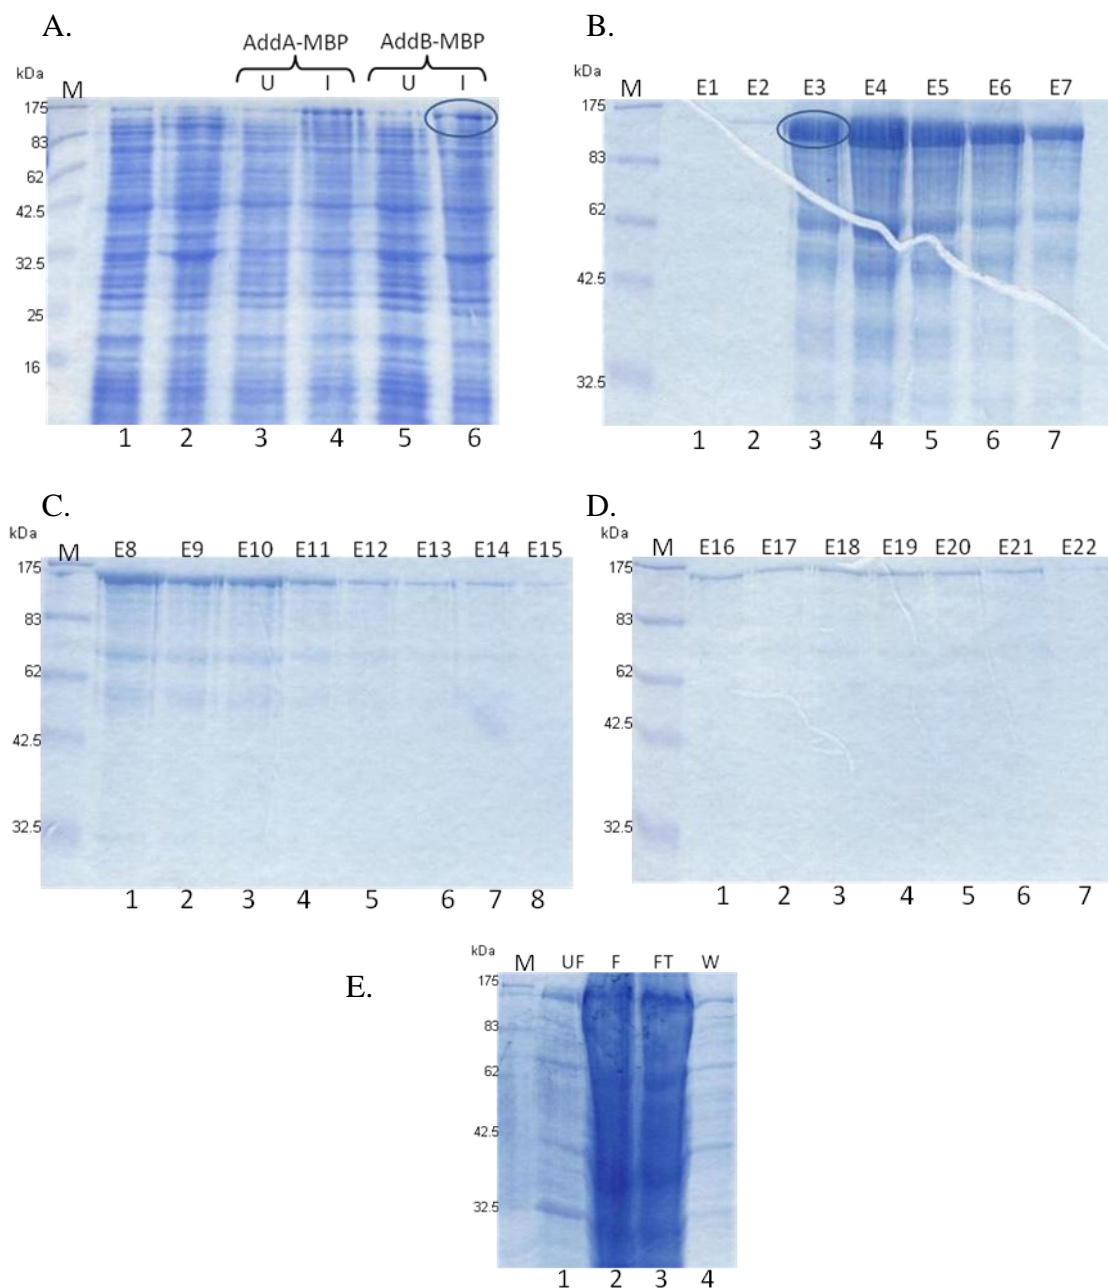 A.
AddA-MBP AddB-MBP
kDa
M U I U I
175
83
62
42.5
32.5
25
16
1 2 3 4 5 6
B.
kDa
M E1 E2 E3 E4 E5 E6 E7
175
83
62
42.5
32.5
1 2 3 4 5 6 7
C.
kDa
M E8 E9 E10 E11 E12 E13 E14 E15
175
83
62
42.5
32.5
1 2 3 4 5 6 7 8
D.
kDa
M E16 E17 E18 E19 E20 E21 E22
175
83
62
42.5
32.5
1 2 3 4 5 6 7
E.
kDa
M UF F FT W
175
83
62
42.5
32.5
1 2 3 4